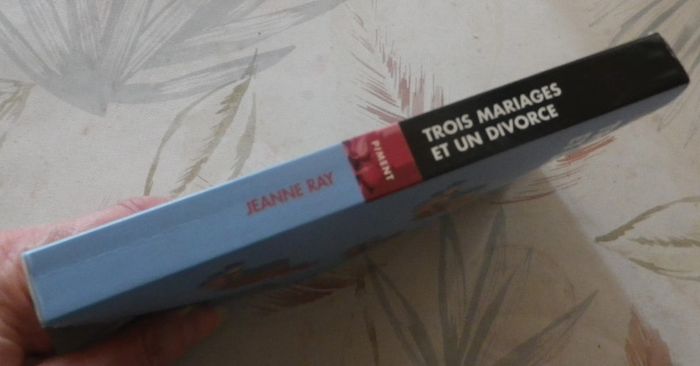 JEANNE RAY
PIMENT
TROIS MARIAGES
ET UN DIVORCE